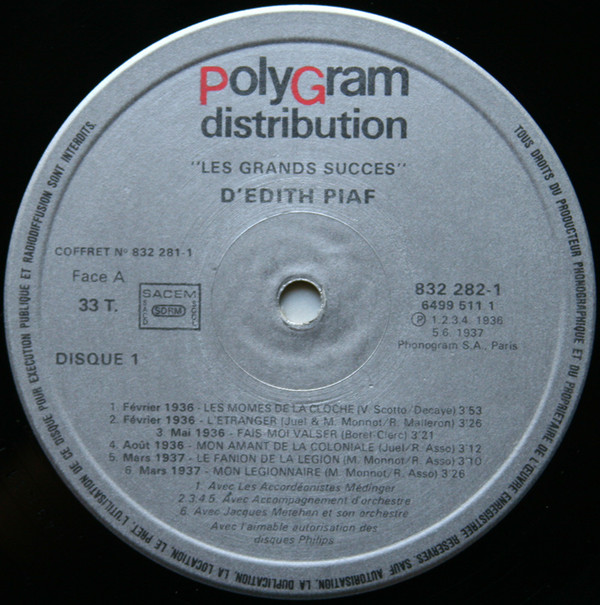 PolyGram
distribution
"LES GRANDS SUCCES"
D'EDITH PIAF
COFFRET N° 832 281-1
Face A
33 T.
SACEM
SDRM
DISQUE 1
832 282-1
6499 511 1
Ⓟ 1.2.3.4. 1936
5.6. 1937
Phonogram S.A., Paris
1. Février 1936 - LES MOMES DE LA CLOCHE (V. Scotto/Decaye) 3'53
2. Février 1936 - L'ETRANGER (Juel & M. Monnot/R. Malleron) 3'10
3. Mai 1936 - FAIS-MOI VALSER (Borel-Clerc) 3'21
4. Août 1936 - MON AMANT DE LA COLONIALE (Juel/R. Asso) 3'12
5. Mars 1937 - LE FANION DE LA LEGION (M. Monnot/R. Asso) 3'10
6. Mars 1937 - MON LEGIONNAIRE (M. Monnot/R. Asso) 3'26
1. Avec Les Accordéonistes Médinger
2.3.4.5. Avec Accompagnement d'orchestre
6. Avec Jacques Metehen et son orchestre
Avec l'aimable autorisation des
disques Philips
TOUS DROITS DU PRODUCTEUR PHONOGRAPHIQUE ET DU PROPRIETAIRE DE L'ŒUVRE ENREGISTREE RESERVES. SAUF AUTORISATION, LA DUPLICATION, LA LOCATION, LE PRET, L'UTILISATION DE CE DISQUE POUR EXECUTION PUBLIQUE ET RADIODIFFUSION SONT INTERDITS.